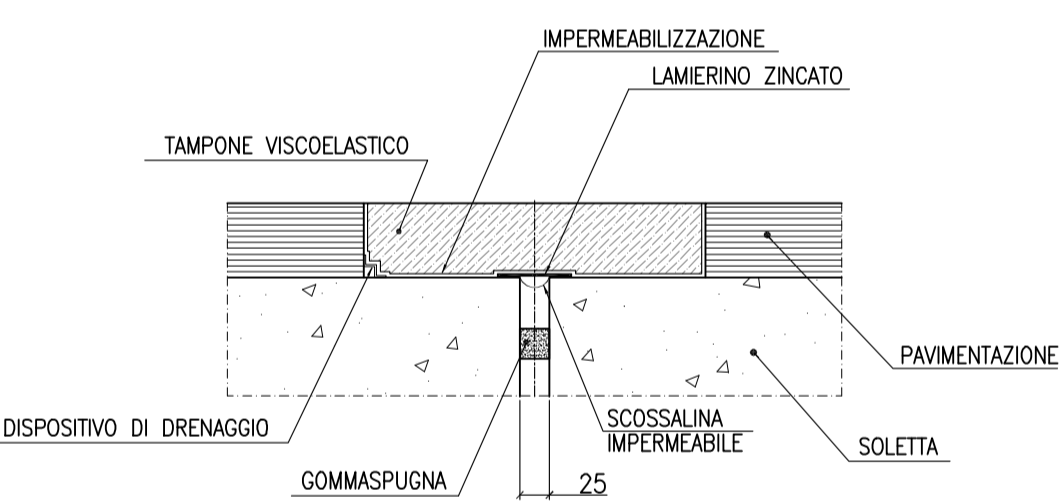 IMPERMEABILIZZAZIONE
LAMIERINO ZINCATO
TAMPONE VISCOELASTICO
PAVIMENTAZIONE
DISPOSITIVO DI DRENAGGIO
SCOSSALINA
IMPERMEABILE
SOLETTA
GOMMASPUGNA
25